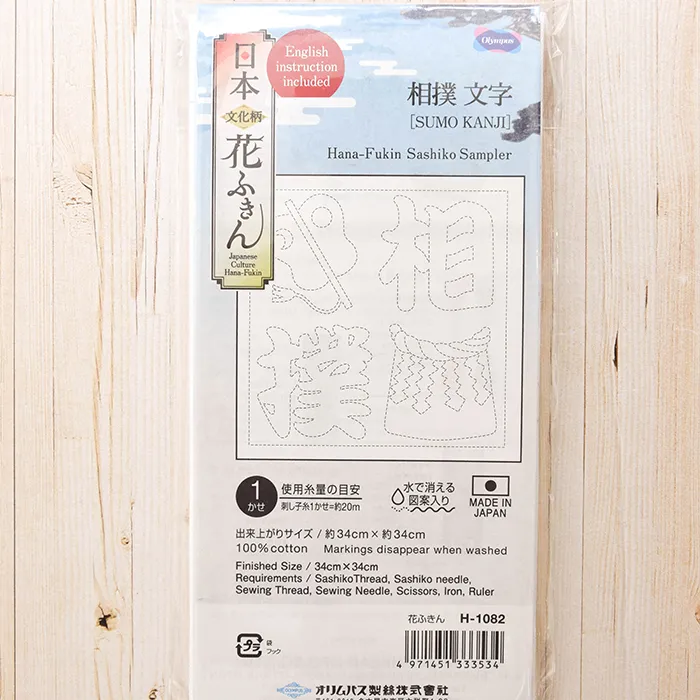 日本
文化柄
花ふきん
Japanese
Culture
Hana-Fukin
English
instruction
included
Olympus
相撲 文字
[SUMO KANJI]
Hana-Fukin Sashiko Sampler
相
撲
1
かせ
使用糸量の目安
刺し子糸1かせ=約20m
水で消える
図案入り
MADE IN
JAPAN
出来上がりサイズ / 約34cm×約34cm
100%cotton Markings disappear when washed
Finished Size / 34cm×34cm
Requirements / SashikoThread, Sashiko needle,
Sewing Thread, Sewing Needle, Scissors, Iron, Ruler
花ふきん H-1082
プラ
袋
フック
4 971451 333534
オリムパス製絲株式會社